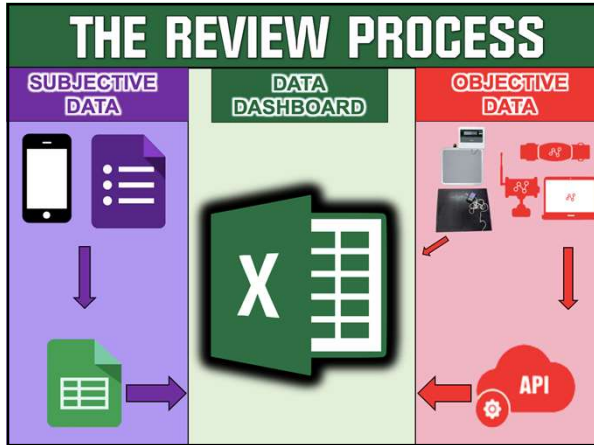 THE REVIEW PROCESS
SUBJECTIVE
DATA
DATA
DASHBOARD
OBJECTIVE
DATA
X
API